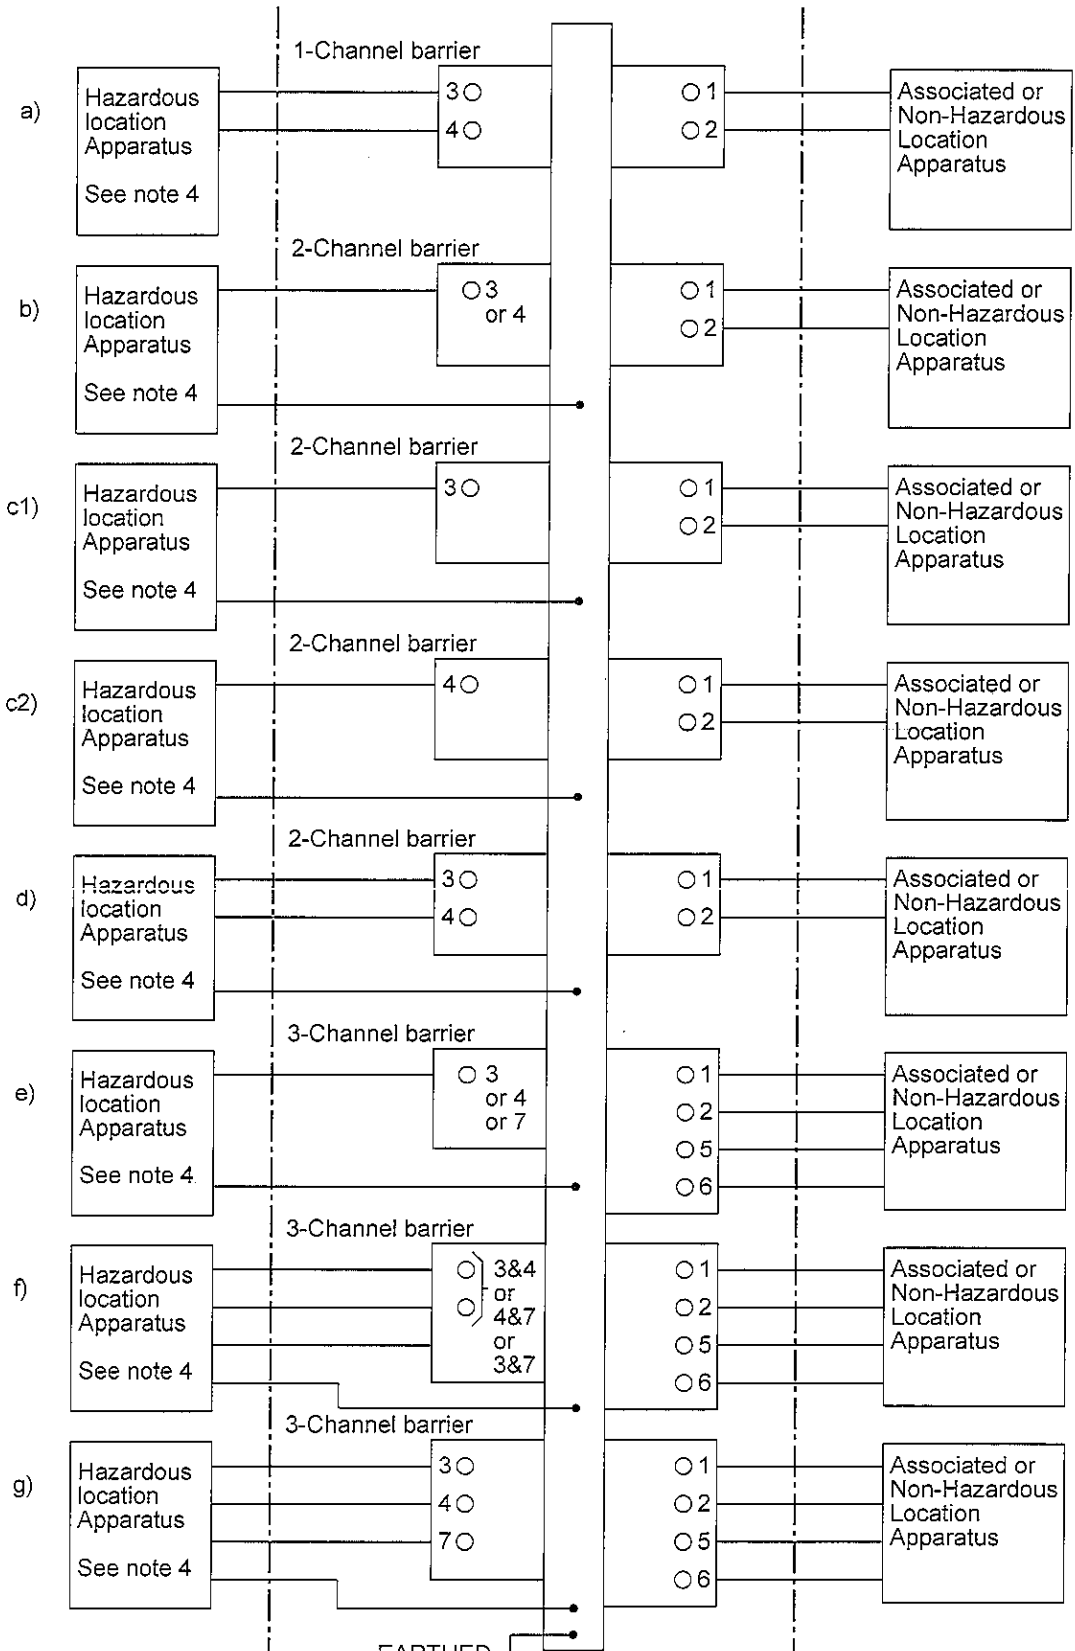 1-Channel barrier
a)
Hazardous
location
Apparatus
See note 4
3
4
1
2
Associated or
Non-Hazardous
Location
Apparatus
2-Channel barrier
b)
Hazardous
location
Apparatus
See note 4
3
or 4
1
2
Associated or
Non-Hazardous
Location
Apparatus
2-Channel barrier
c1)
Hazardous
location
Apparatus
See note 4
3
1
2
Associated or
Non-Hazardous
Location
Apparatus
2-Channel barrier
c2)
Hazardous
location
Apparatus
See note 4
4
1
2
Associated or
Non-Hazardous
Location
Apparatus
2-Channel barrier
d)
Hazardous
location
Apparatus
See note 4
3
4
1
2
Associated or
Non-Hazardous
Location
Apparatus
3-Channel barrier
e)
Hazardous
location
Apparatus
See note 4
3
or 4
or 7
1
2
5
6
Associated or
Non-Hazardous
Location
Apparatus
3-Channel barrier
f)
Hazardous
location
Apparatus
See note 4
3&4
or
4&7
or
3&7
1
2
5
6
Associated or
Non-Hazardous
Location
Apparatus
3-Channel barrier
g)
Hazardous
location
Apparatus
See note 4
3
4
7
1
2
5
6
Associated or
Non-Hazardous
Location
Apparatus
EARTHED